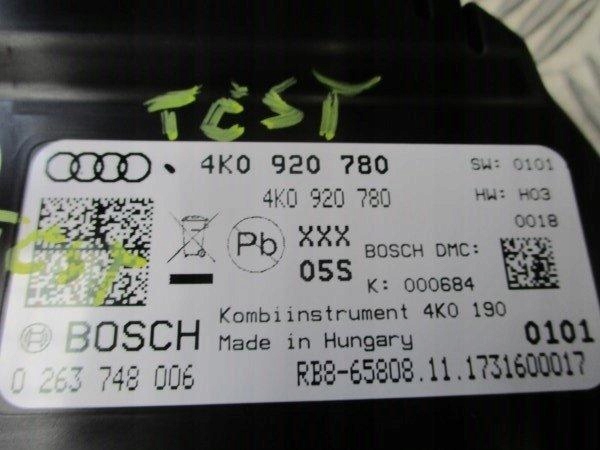 TEST
4K0 920 780 SW: 0101
4K0 920 780 HW: H03
0018
Pb XXX BOSCH DMC:
05S K: 000684
Kombiinstrument 4K0 190
BOSCH Made in Hungary 0101
0 263 748 006 RB8-65808.11.1731600017